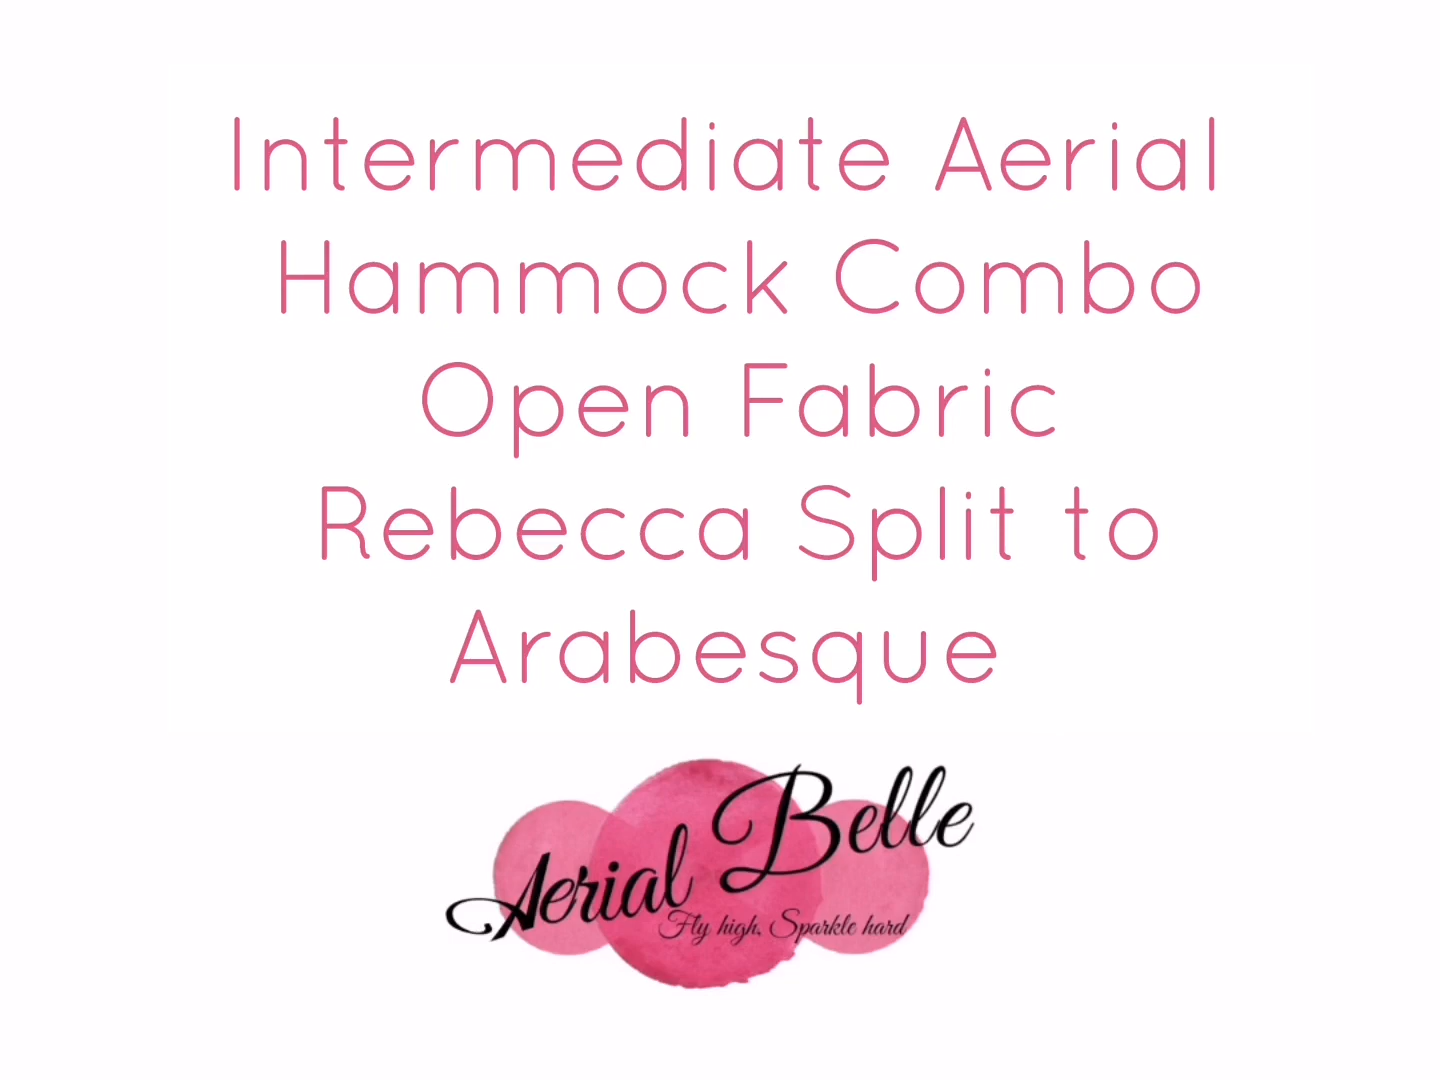 Intermediate Aerial
Hammock Combo
Open Fabric
Rebecca Split to
Arabesque
Aerial Belle
Fly high, Sparkle hard